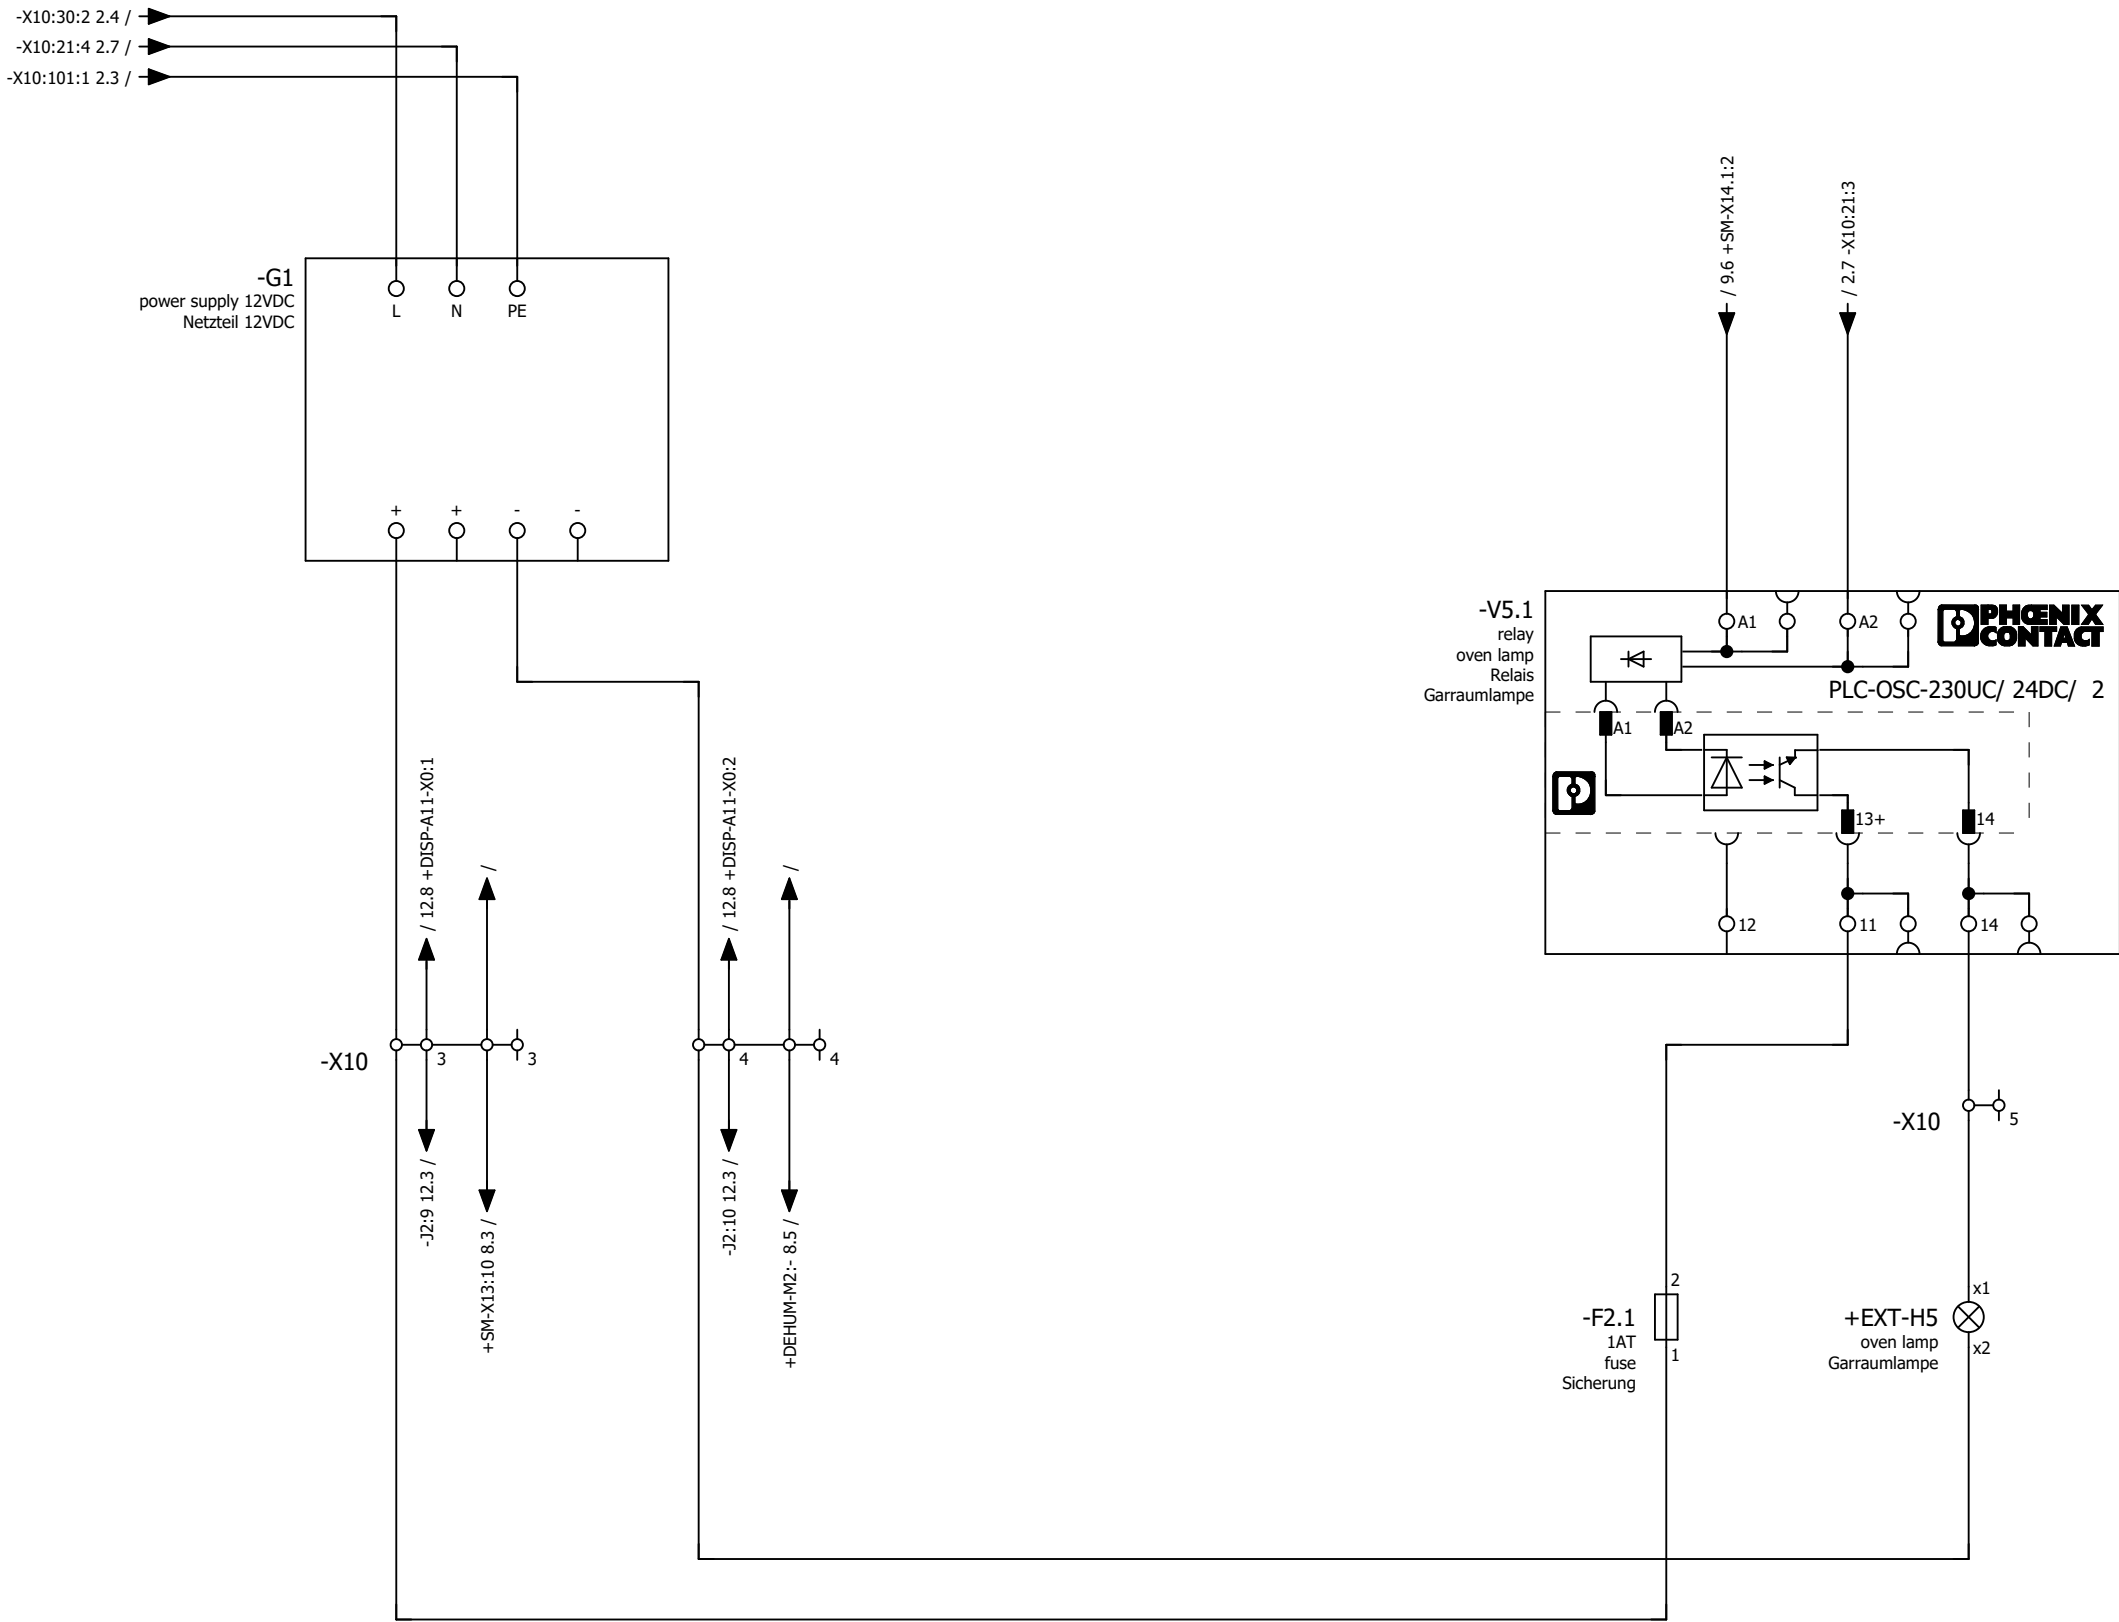 -X10:30:2 2.4 /
-X10:21:4 2.7 /
-X10:101:1 2.3 /
-G1
power supply 12VDC
Netzteil 12VDC
L
N
PE
+
+
-
-
/ 9.6 +SM-X14.1:2
/ 2.7 -X10:21:3
-V5.1
relay
oven lamp
Relais
Garraumlampe
A1
A2
PHŒNIX
CONTACT
PLC-OSC-230UC/ 24DC/ 2
A1
A2
13+
14
12
11
14
/ 12.8 +DISP-A11-X0:1
/
/ 12.8 +DISP-A11-X0:2
/
-X10
3
3
4
4
-J2:9 12.3 /
+SM-X13:10 8.3 /
-J2:10 12.3 /
+DEHUM-M2:- 8.5 /
-X10
5
-F2.1
1AT
fuse
Sicherung
2
1
+EXT-H5
oven lamp
Garraumlampe
x1
x2